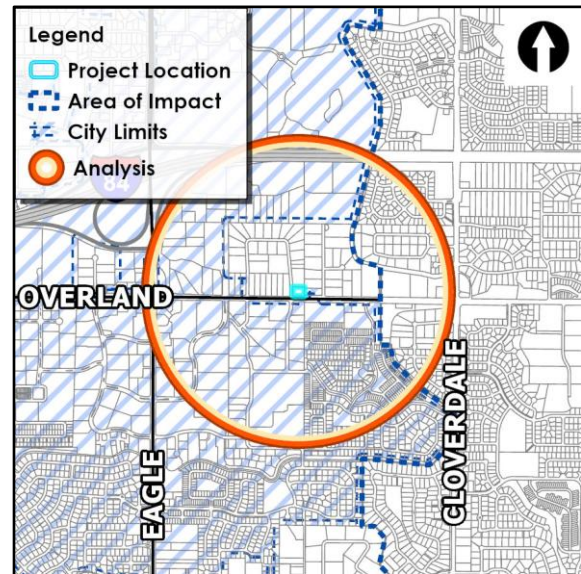 Legend
Project Location
Area of Impact
City Limits
Analysis
84
OVERLAND
EAGLE
CLOVERDALE